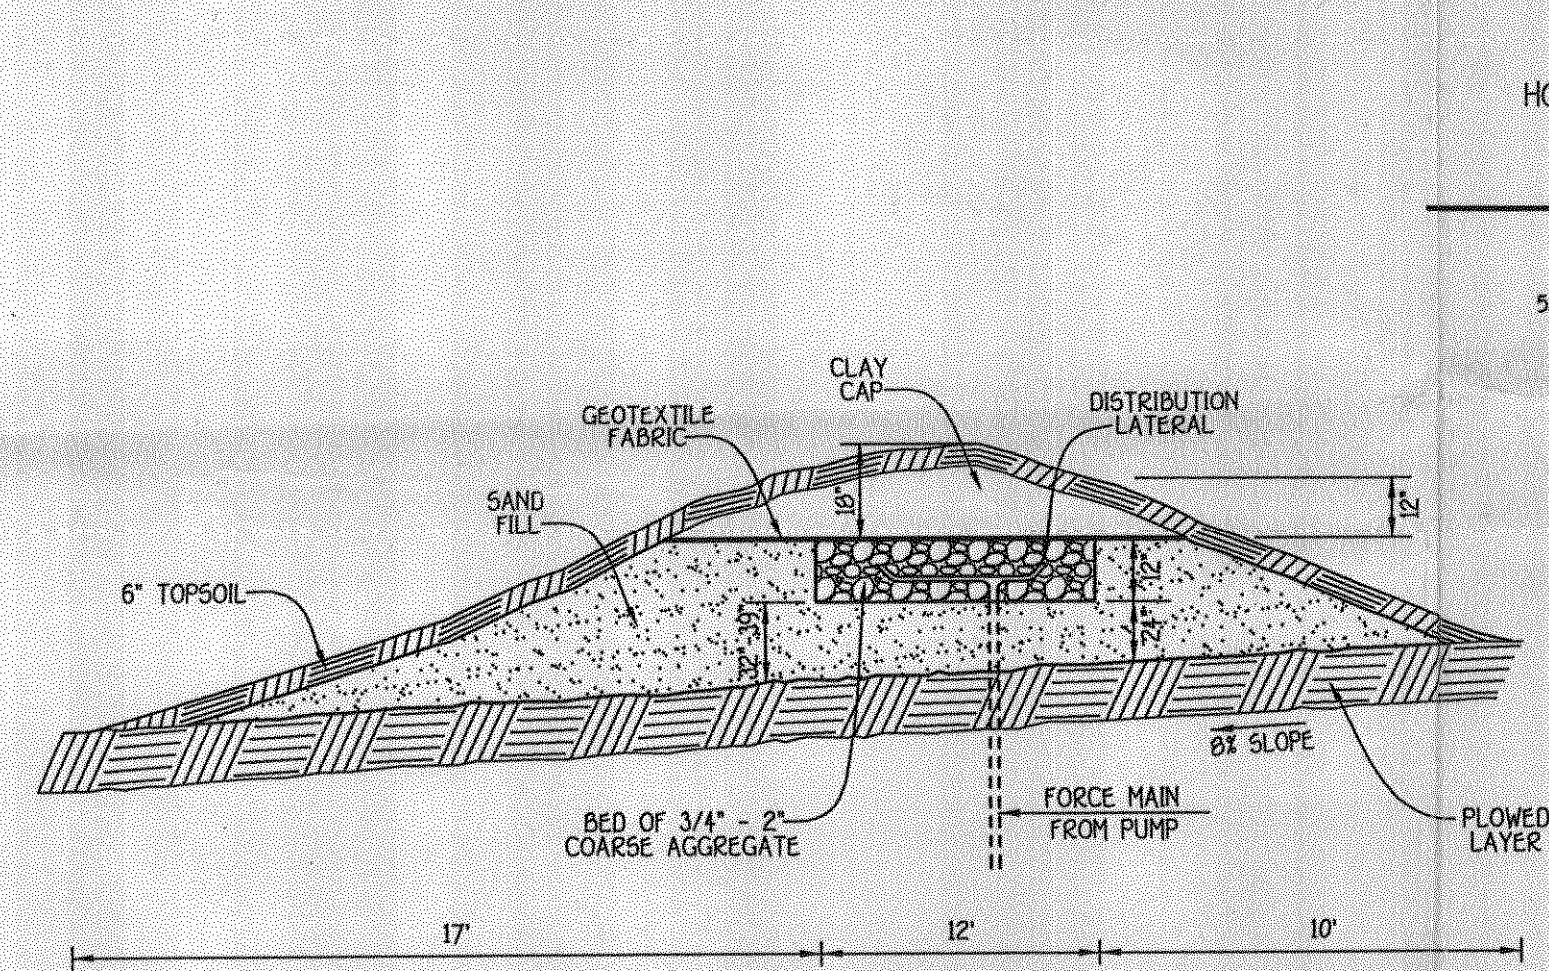 HO
5
CLAY
CAP
GEOTEXTILE
FABRIC
DISTRIBUTION
LATERAL
SAND
FILL
18"
12"
6" TOPSOIL
12"
32"-39"
24"
8% SLOPE
BED OF 3/4" - 2"
COARSE AGGREGATE
FORCE MAIN
FROM PUMP
PLOWED
LAYER
17'
12'
10'